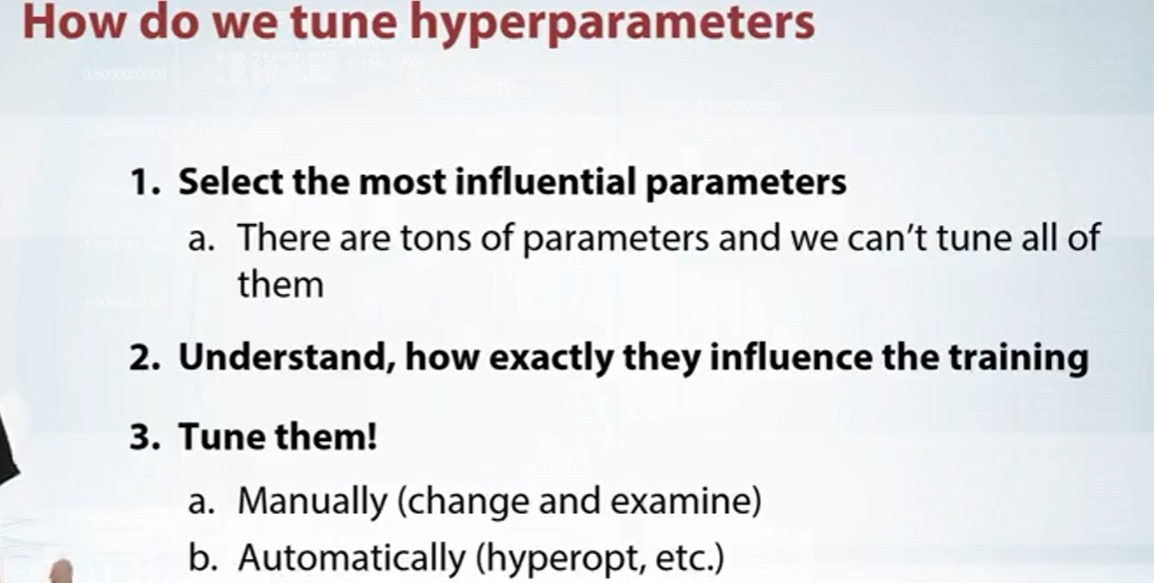 How do we tune hyperparameters
1. Select the most influential parameters
a. There are tons of parameters and we can't tune all of
them
2. Understand, how exactly they influence the training
3. Tune them!
a. Manually (change and examine)
b. Automatically (hyperopt, etc.)